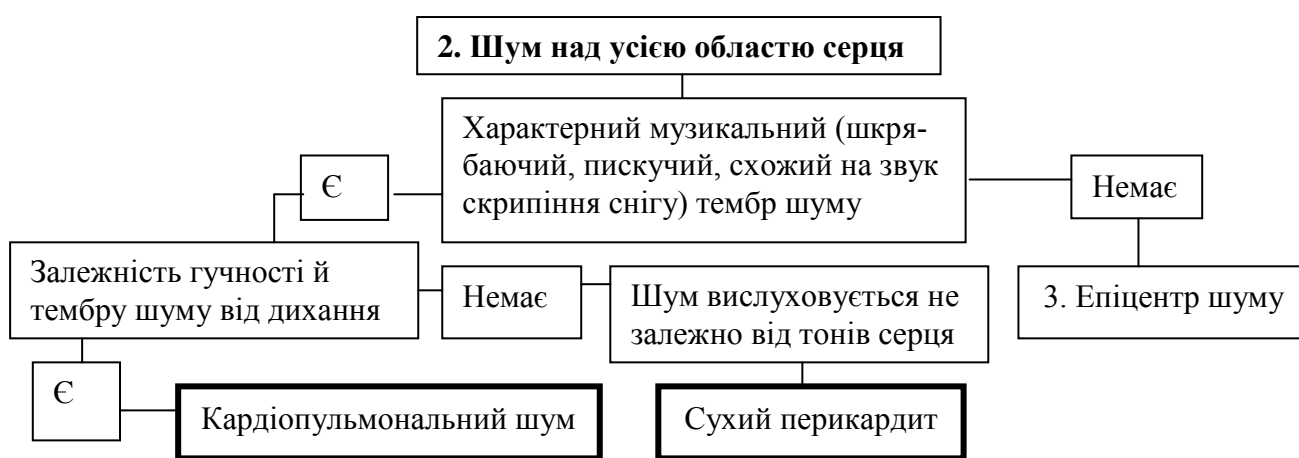 2. Шум над усією областю серця
Характерний музикальний (шкря-
баючий, пискучий, схожий на звук
скрипіння снігу) тембр шуму
Є
Немає
Залежність гучності й
тембру шуму від дихання
Немає
Шум вислуховується не
залежно від тонів серця
3. Епіцентр шуму
Є
Кардіопульмональний шум
Сухий перикардит